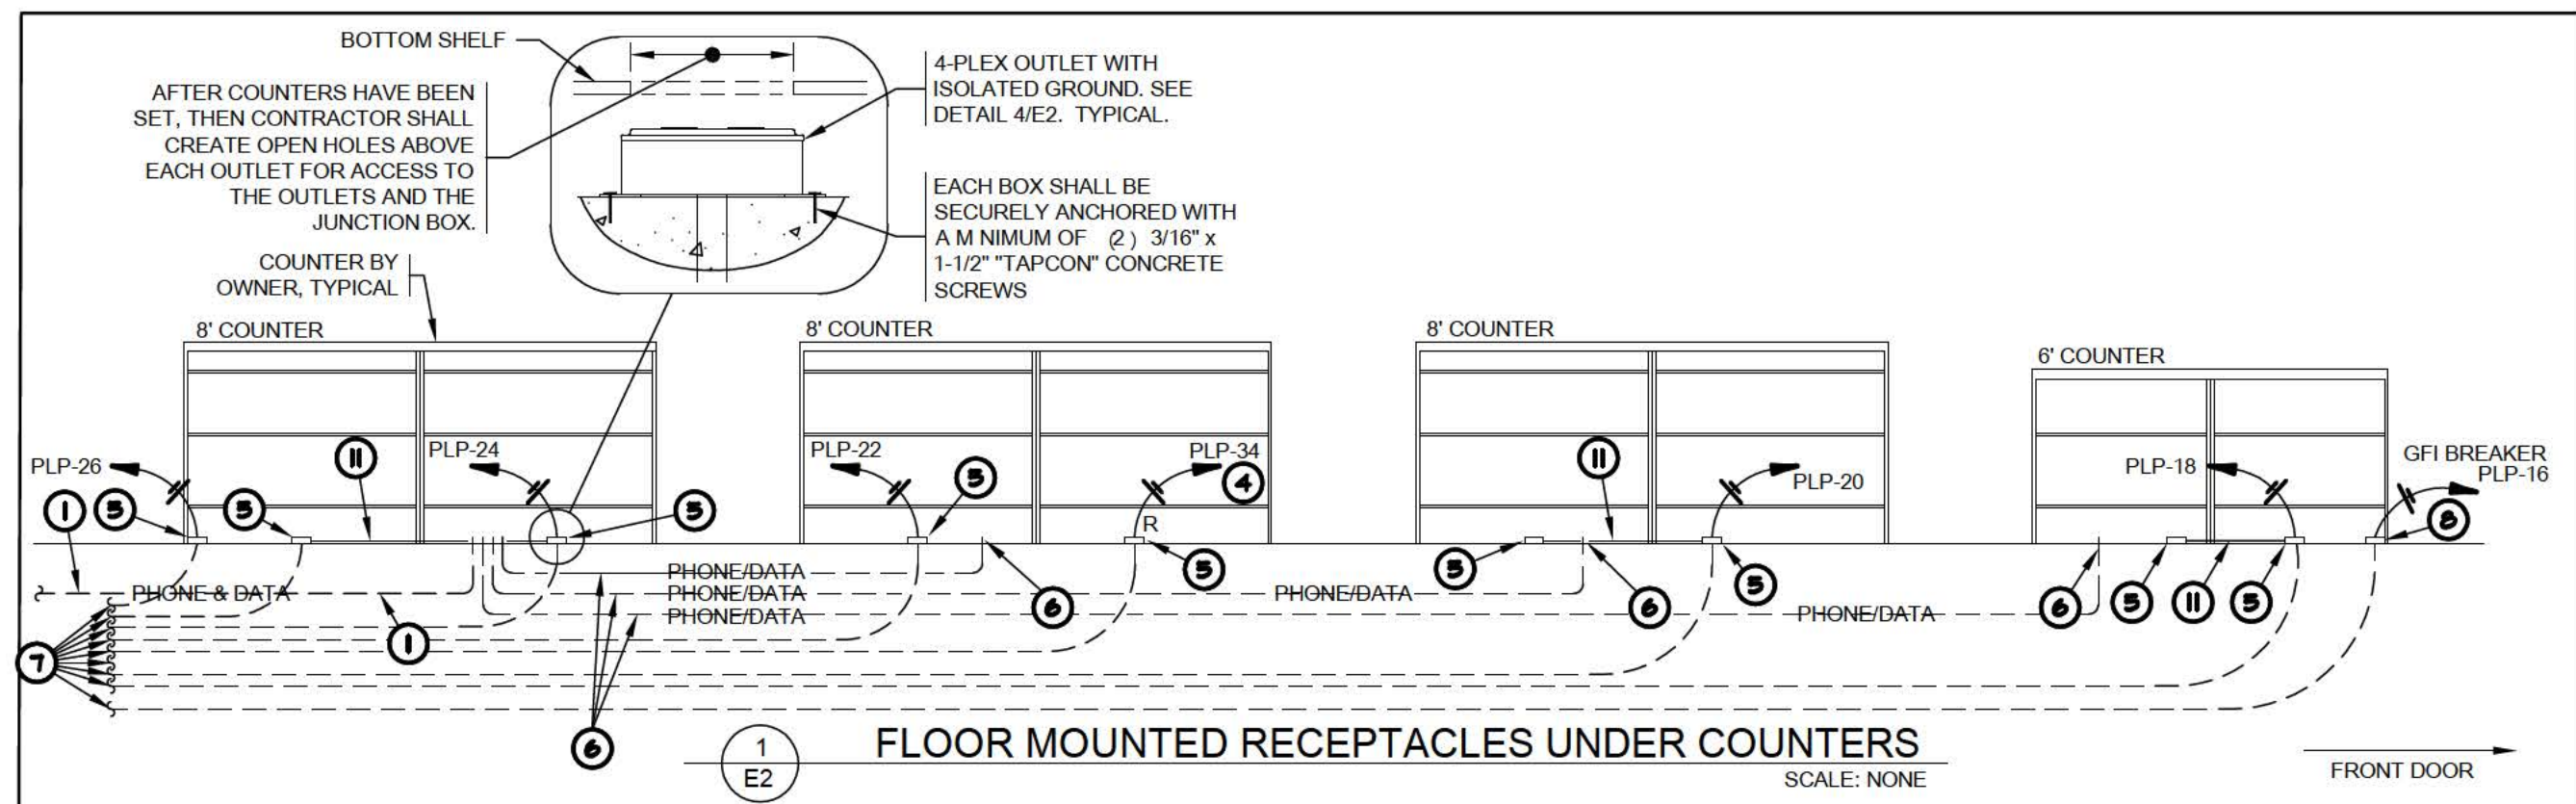 BOTTOM SHELF
AFTER COUNTERS HAVE BEEN
SET, THEN CONTRACTOR SHALL
CREATE OPEN HOLES ABOVE
EACH OUTLET FOR ACCESS TO
THE OUTLETS AND THE
JUNCTION BOX.
4-PLEX OUTLET WITH
ISOLATED GROUND. SEE
DETAIL 4/E2. TYPICAL.
EACH BOX SHALL BE
SECURELY ANCHORED WITH
A M NIMUM OF (2) 3/16" x
1-1/2" "TAPCON" CONCRETE
SCREWS
COUNTER BY
OWNER, TYPICAL
8' COUNTER
8' COUNTER
8' COUNTER
6' COUNTER
PLP-26
11
PLP-24
PLP-22
5
PLP-34
4
11
PLP-20
PLP-18
GFI BREAKER
PLP-16
1
5
5
5
R
8
5
5
5
PHONE & DATA
PHONE/DATA
PHONE/DATA
PHONE/DATA
PHONE/DATA
PHONE/DATA
6
6
6
5
11
5
1
7
6
1
E2
FLOOR MOUNTED RECEPTACLES UNDER COUNTERS
SCALE: NONE
FRONT DOOR